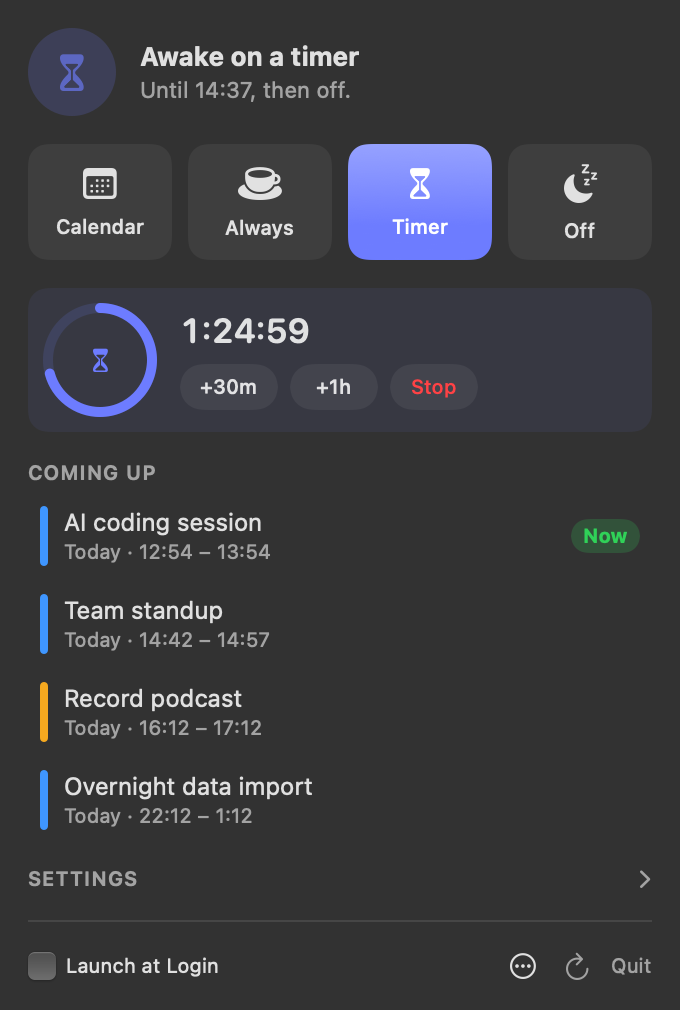 Awake on a timer
Until 14:37, then off.
Calendar
Always
Timer
Off
1:24:59
+30m
+1h
Stop
COMING UP
AI coding session
Now
Today · 12:54 – 13:54
Team standup
Today · 14:42 – 14:57
Record podcast
Today · 16:12 – 17:12
Overnight data import
Today · 22:12 – 1:12
SETTINGS
Launch at Login
Quit